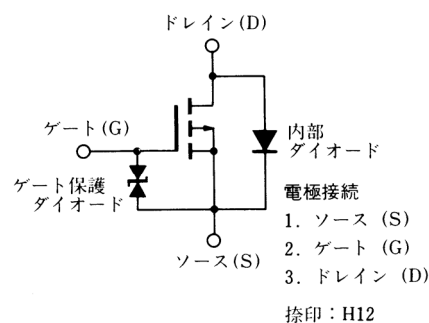 ドレイン(D)
ゲート(G)
内部
ダイオード
ゲート保護
ダイオード
ソース(S)
電極接続
1. ソース (S)
2. ゲート (G)
3. ドレイン (D)
捺印：H12